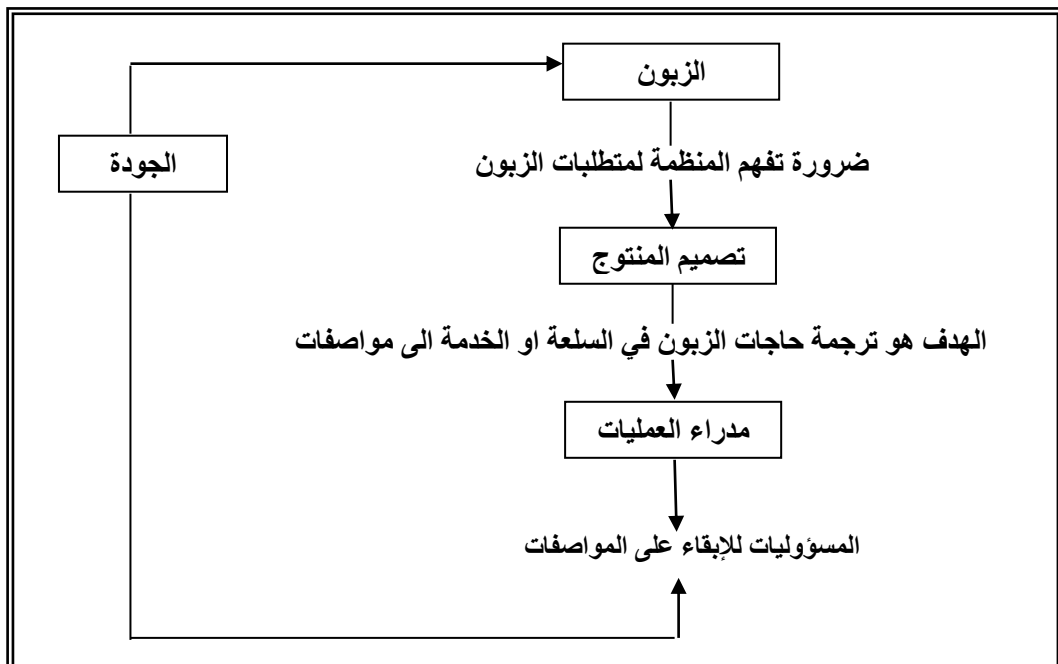 الزبون
ضرورة تفهم المنظمة لمتطلبات الزبون
الجودة
تصميم المنتوج
الهدف هو ترجمة حاجات الزبون في السلعة او الخدمة الى مواصفات
مدراء العمليات
المسؤوليات للإبقاء على المواصفات